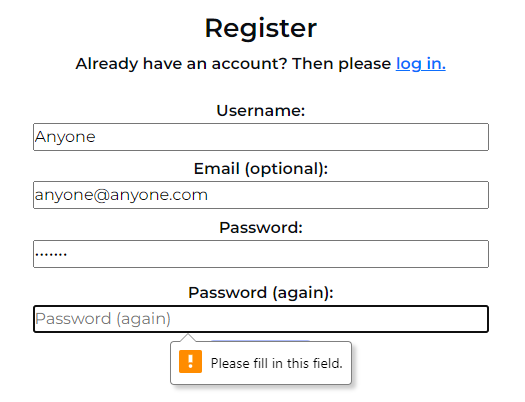 Register
Already have an account? Then please log in.
Username:
Anyone
Email (optional):
anyone@anyone.com
Password:
•••••••
Password (again):
Password (again)
! Please fill in this field.